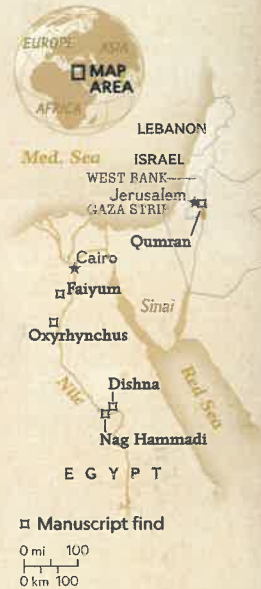 EUROPE
ASIA
MAP
AREA
AFRICA
LEBANON
Med. Sea
ISRAEL
WEST BANK
Jerusalem
GAZA STRIP
Qumran
Cairo
Faiyum
Sinai
Oxyrhynchus
Dishna
Nile
Red Sea
Nag Hammadi
EGYPT
Manuscript find
0 mi 100
0 km 100